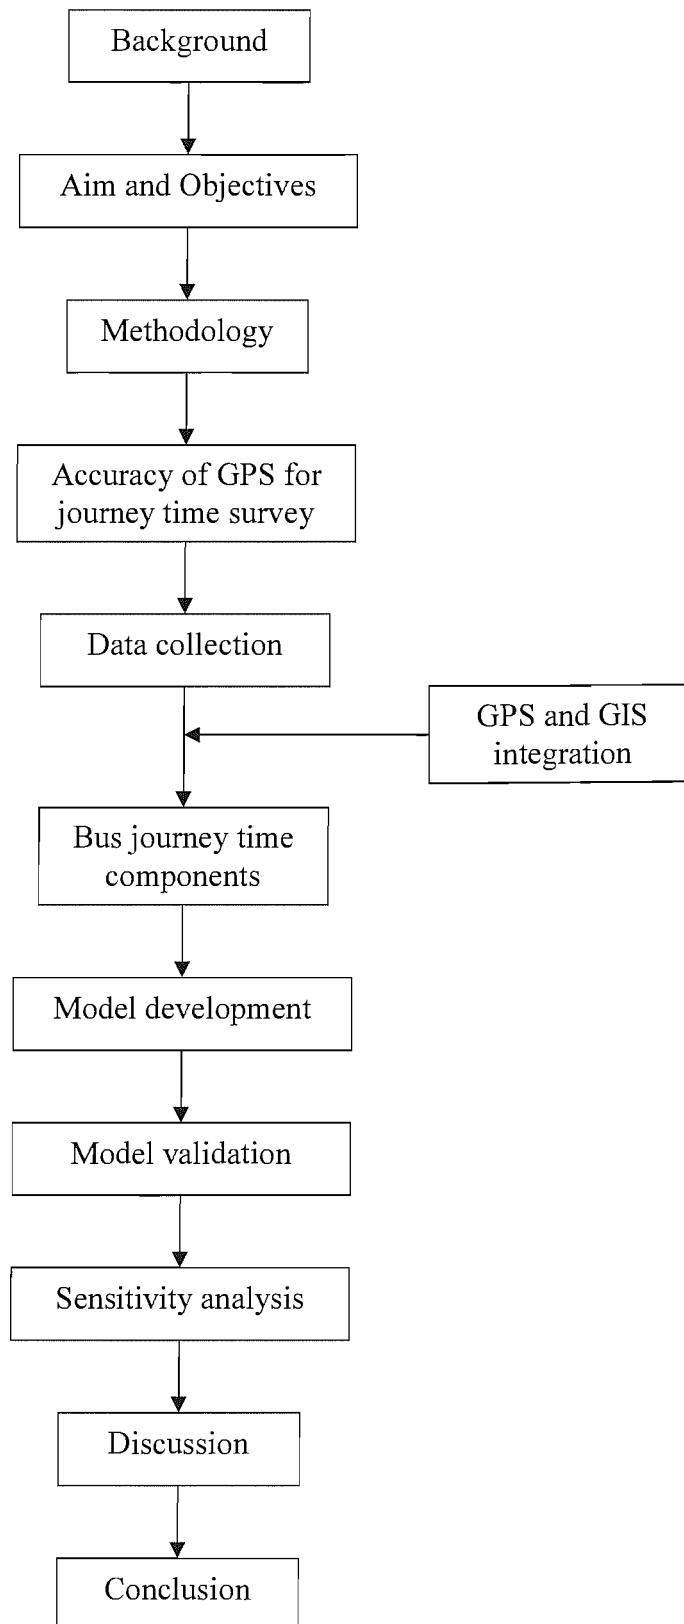 Background
Aim and Objectives
Methodology
Accuracy of GPS for
journey time survey
Data collection
GPS and GIS
integration
Bus journey time
components
Model development
Model validation
Sensitivity analysis
Discussion
Conclusion